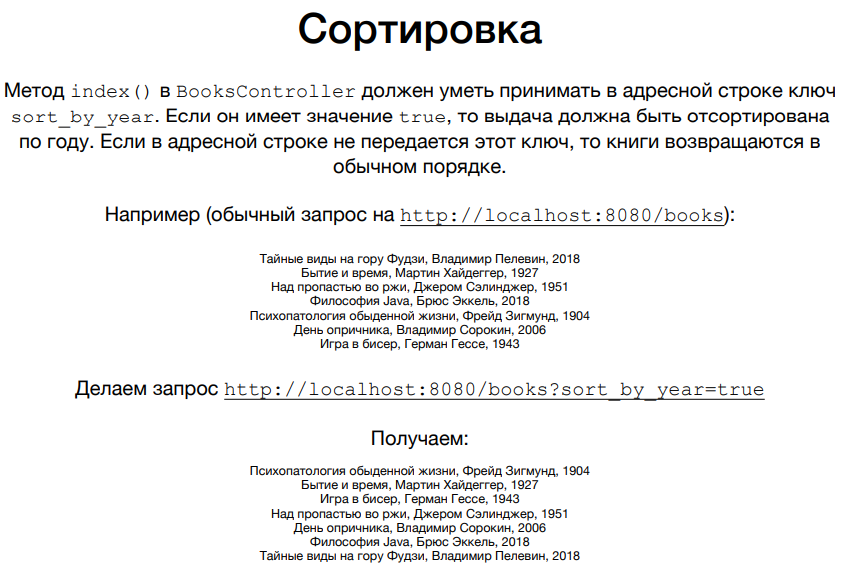 Сортировка
Метод index() в BooksController должен уметь принимать в адресной строке ключ
sort_by_year. Если он имеет значение true, то выдача должна быть отсортирована
по году. Если в адресной строке не передается этот ключ, то книги возвращаются в
обычном порядке.
Например (обычный запрос на http://localhost:8080/books):
Тайные виды на гору Фудзи, Владимир Пелевин, 2018
Бытие и время, Мартин Хайдеггер, 1927
Над пропастью во ржи, Джером Сэлинджер, 1951
Философия Java, Брюс Эккель, 2018
Психопатология обыденной жизни, Фрейд Зигмунд, 1904
День опричника, Владимир Сорокин, 2006
Игра в бисер, Герман Гессе, 1943
Делаем запрос http://localhost:8080/books?sort_by_year=true
Получаем:
Психопатология обыденной жизни, Фрейд Зигмунд, 1904
Бытие и время, Мартин Хайдеггер, 1927
Игра в бисер, Герман Гессе, 1943
Над пропастью во ржи, Джером Сэлинджер, 1951
День опричника, Владимир Сорокин, 2006
Философия Java, Брюс Эккель, 2018
Тайные виды на гору Фудзи, Владимир Пелевин, 2018